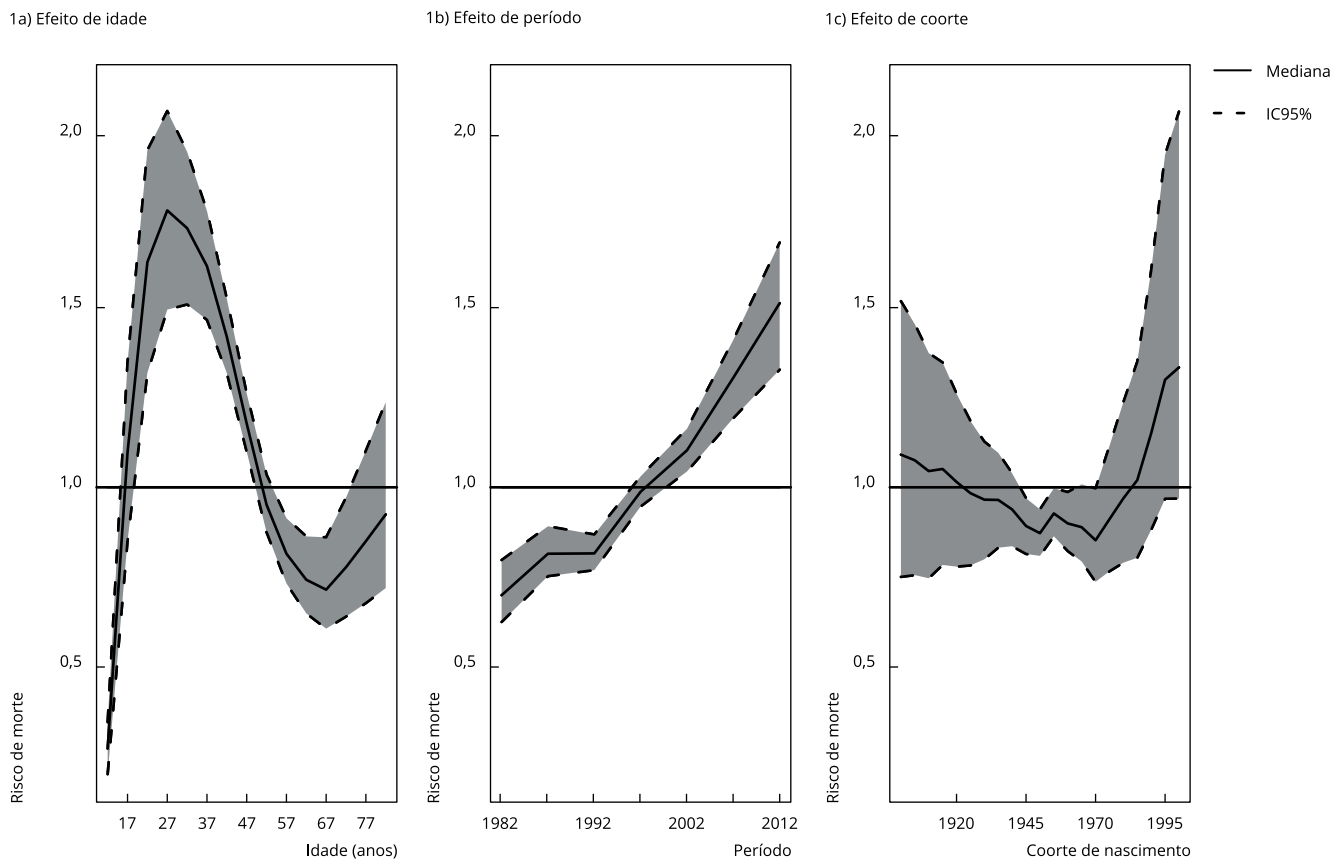 1a) Efeito de idade
2,0
1,5
1,0
0,5
Risco de morte
17 27 37 47 57 67 77
Idade (anos)
1b) Efeito de período
2,0
1,5
1,0
0,5
Risco de morte
1982 1992 2002 2012
Período
1c) Efeito de coorte
2,0
1,5
1,0
0,5
Risco de morte
1920 1945 1970 1995
Coorte de nascimento
Mediana
IC95%